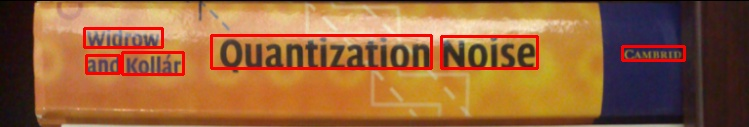 Widrow
and Kollár
Quantization Noise
CAMBRID